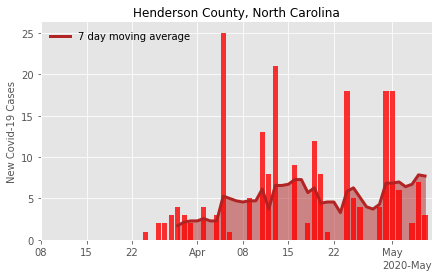 Henderson County, North Carolina
7 day moving average
New Covid-19 Cases
25
20
15
10
5
0
08 15 22 Apr 08 15 22 May
2020-May